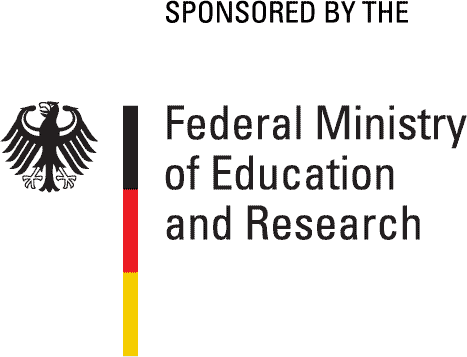 SPONSORED BY THE
Federal Ministry
of Education
and Research